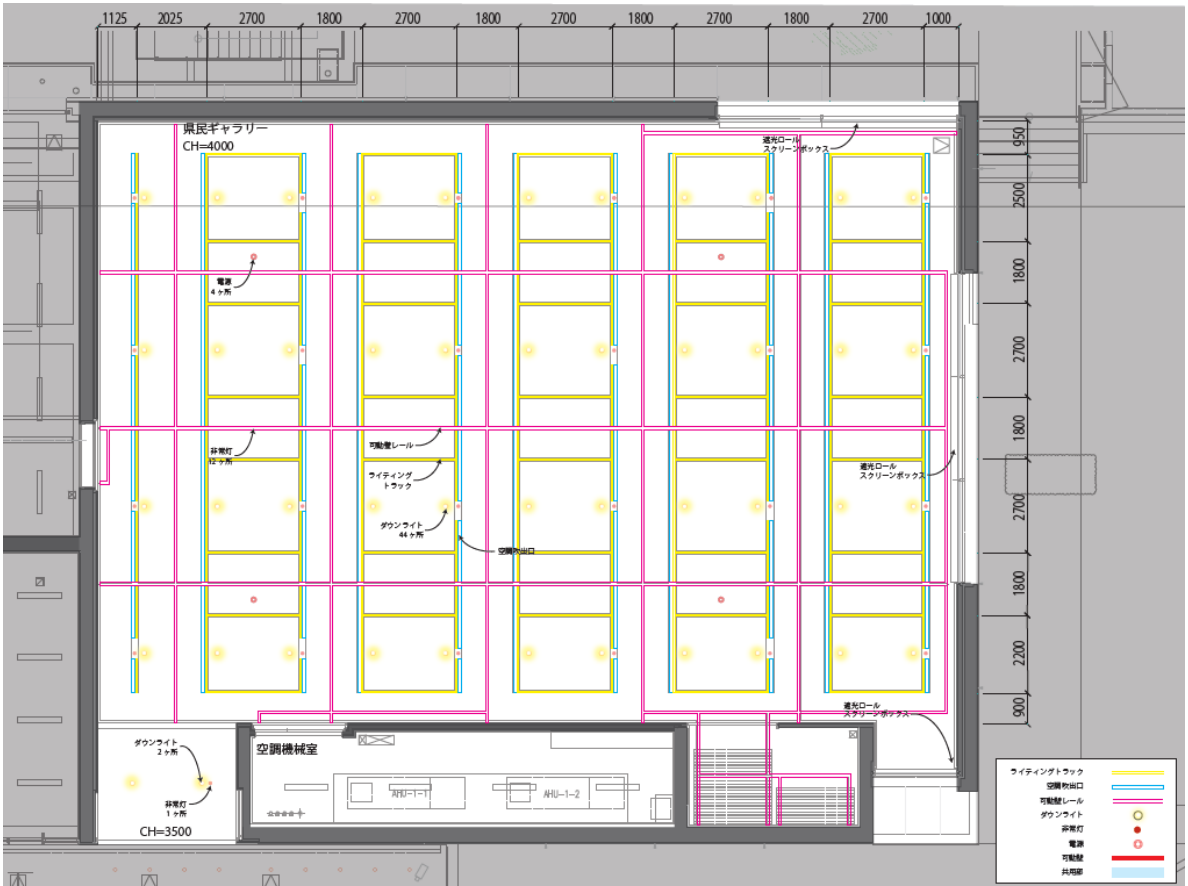 1125 2025 2700 1800 2700 1800 2700 1800 2700 1800 2700 1000
県民ギャラリー
CH=4000
遮光ロール
スクリーンボックス
950
2500
1800
2700
1800
2700
1800
2200
900
電源
4 ヶ所
非常灯
12 ヶ所
可動壁レール
ライティング
トラック
ダウンライト
44 ヶ所
空調吹出口
遮光ロール
スクリーンボックス
遮光ロール
スクリーンボックス
ダウンライト
2 ヶ所
非常灯
1 ヶ所
CH=3500
空調機械室
AHU-1-1
AHU-1-2
ライティングトラック
空調吹出口
可動壁レール
ダウンライト
非常灯
電源
可動壁
共用部